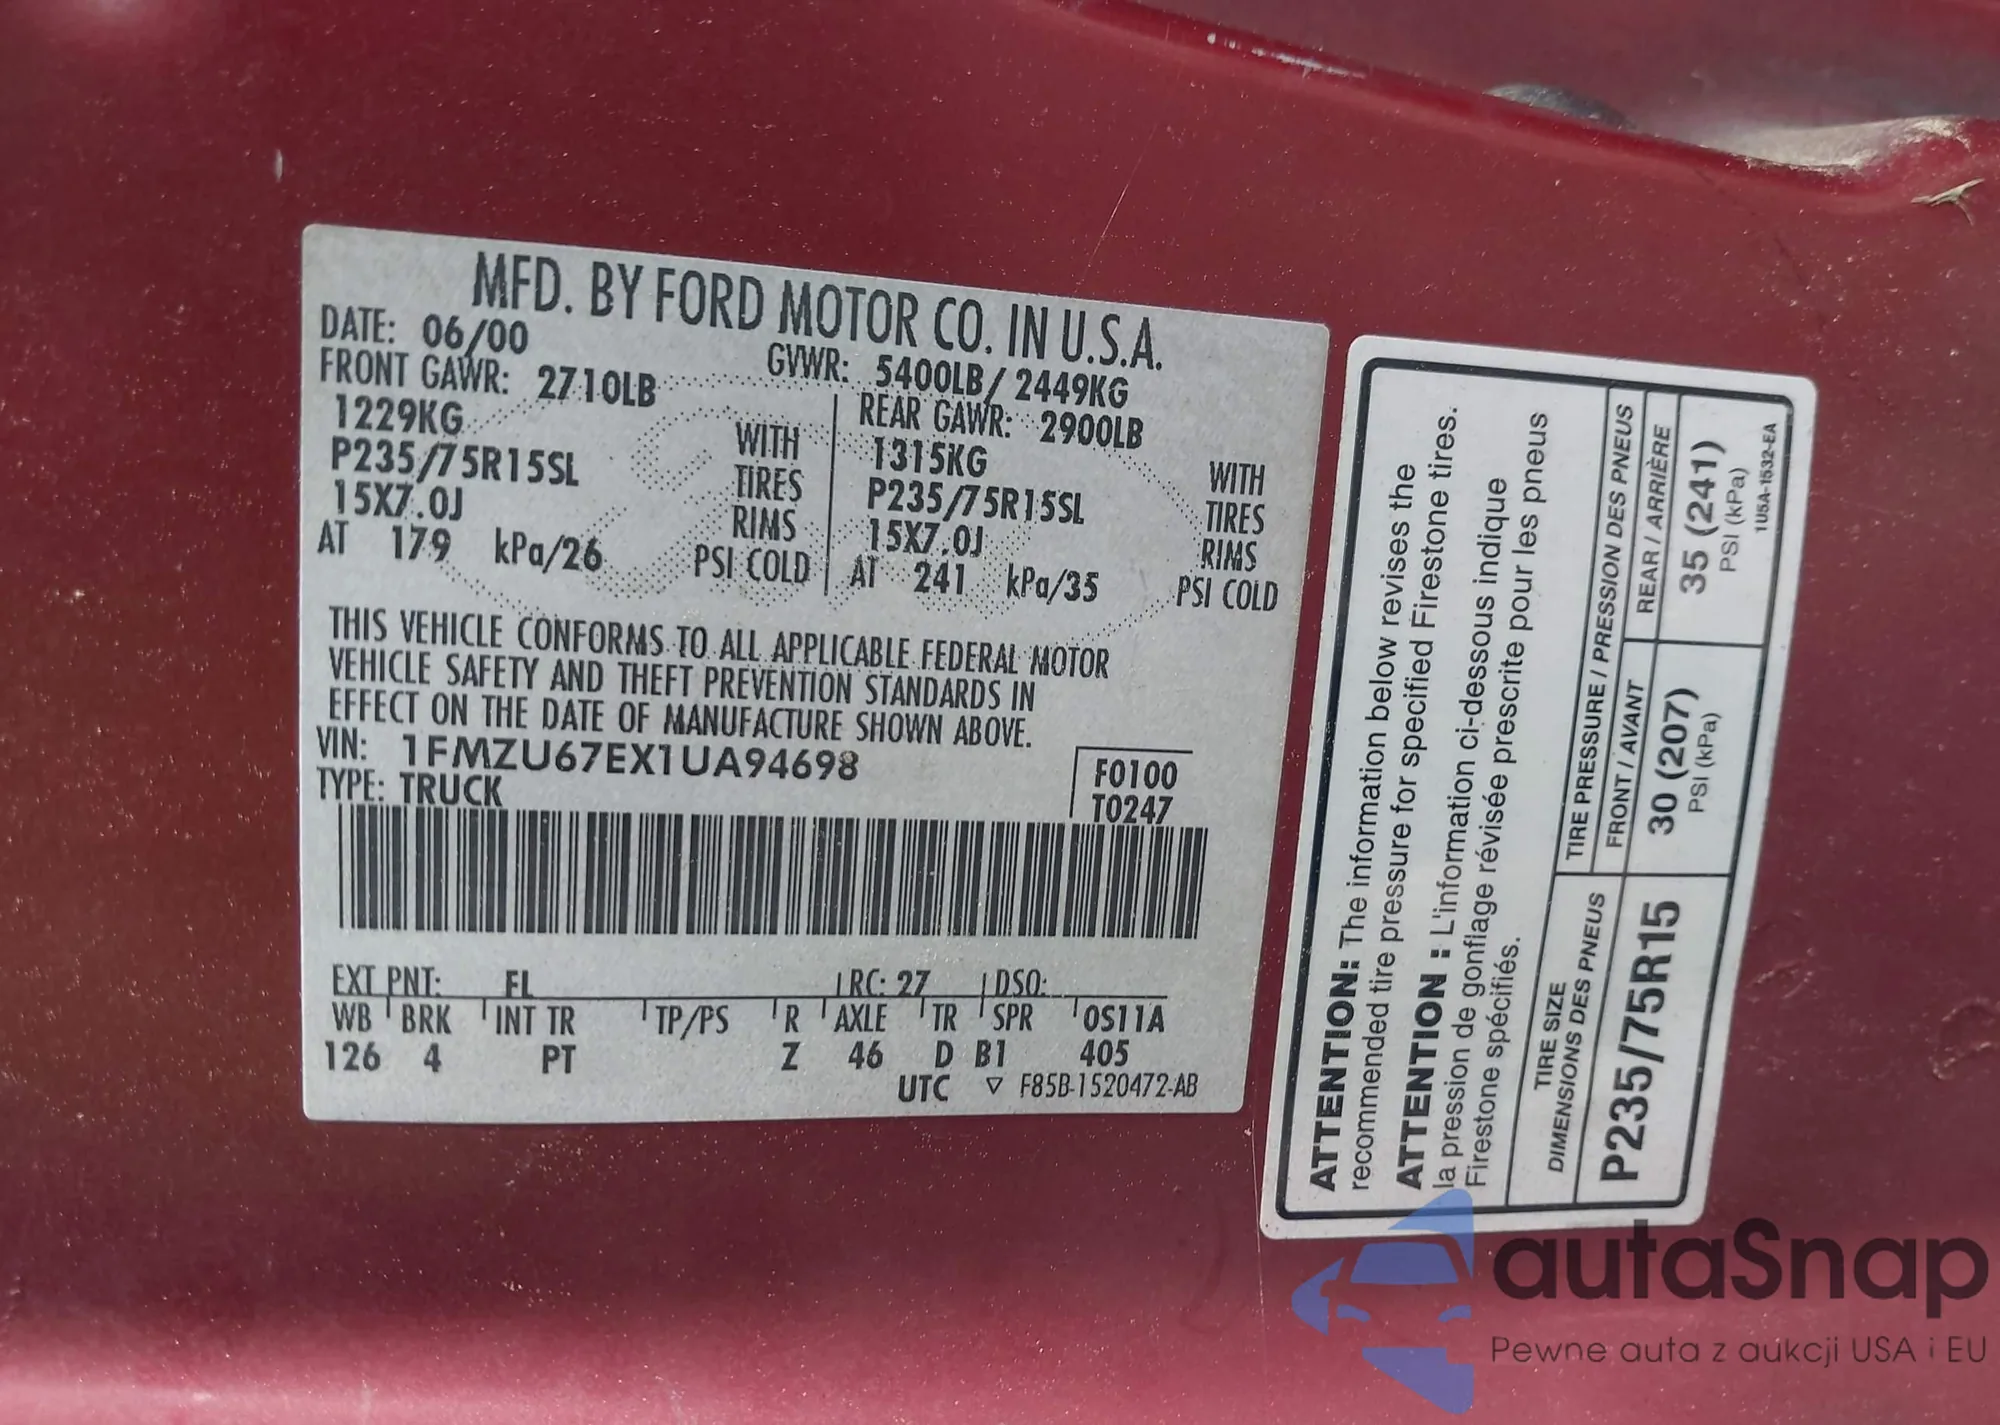 MFD. BY FORD MOTOR CO. IN U.S.A.
DATE: 06/00
GVWR: 5400LB/ 2449KG
FRONT GAWR: 2710LB
1229KG WITH
P235/75R15SL TIRES
15X7.0J RIMS
AT 179 kPa/26 PSI COLD
REAR GAWR: 2900LB
1315KG WITH
P235/75R15SL TIRES
15X7.0J RIMS
AT 241 kPa/35 PSI COLD
THIS VEHICLE CONFORMS TO ALL APPLICABLE FEDERAL MOTOR
VEHICLE SAFETY AND THEFT PREVENTION STANDARDS IN
EFFECT ON THE DATE OF MANUFACTURE SHOWN ABOVE.
VIN: 1FMZU67EX1UA94698
TYPE: TRUCK
F0100
T0247
EXT PNT: FL RC: 27 DSO:
WB BRK INT TR TP/PS R AXLE TR SPR 0S11A
126 4 PT Z 46 D B1 405
UTC ▽ F85B-1520472-AB
ATTENTION: The information below revises the
recommended tire pressure for specified Firestone tires.
ATTENTION : L'information ci-dessous indique
la pression de gonflage révisée prescrite pour les pneus
Firestone spécifiés.
TIRE SIZE
DIMENSIONS DES PNEUS
P235/75R15
TIRE PRESSURE / PRESSION DES PNEUS
FRONT / AVANT
30 (207)
PSI (kPa)
REAR / ARRIÈRE
35 (241)
PSI (kPa)
1U5A-1532-EA
autaSnap
Pewne auta z aukcji USA i EU